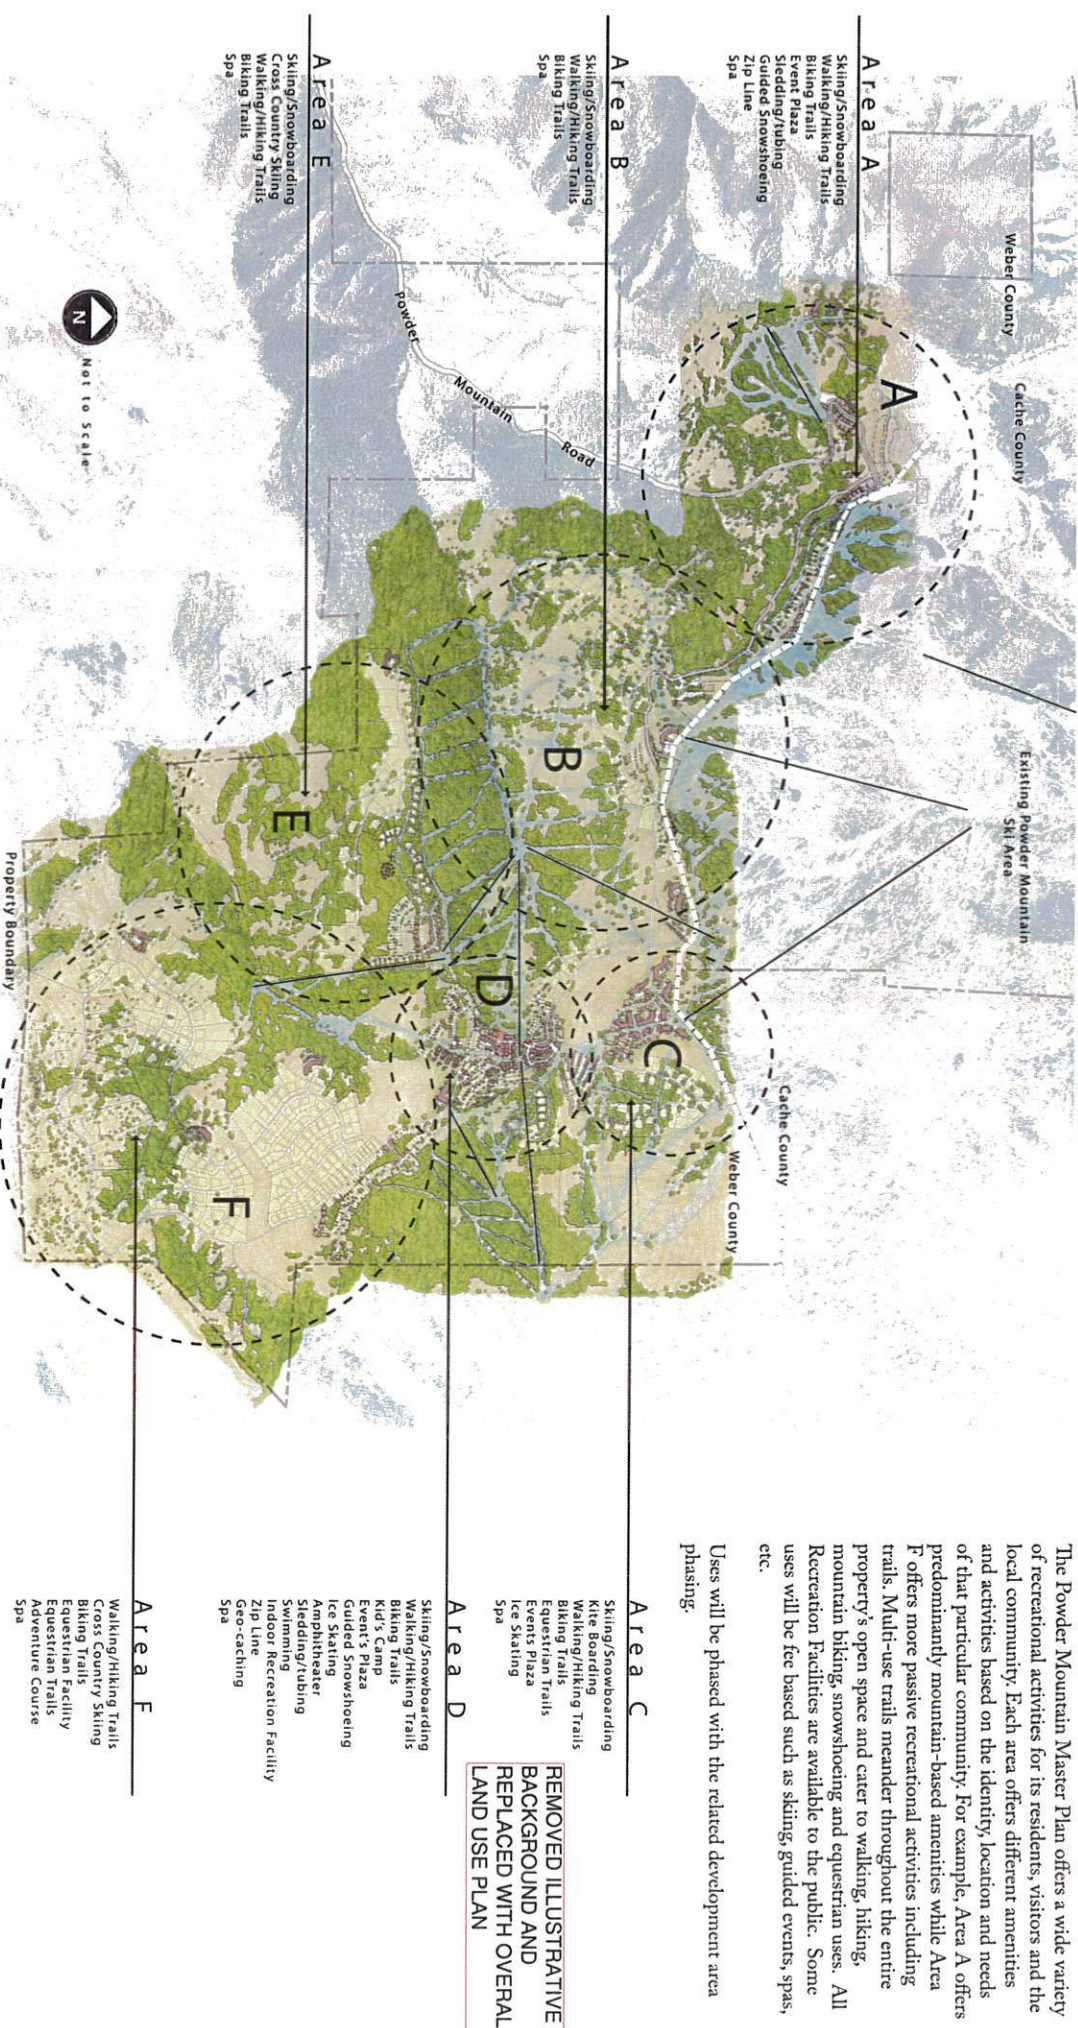 The Powder Mountain Master Plan offers a wide variety
of recreational activities for its residents, visitors and the
local community. Each area offers different amenities
and activities based on the identity, location and needs
of that particular community. For example, Area A offers
predominantly mountain-based amenities while Area
F offers more passive recreational activities including
trails. Multi-use trails meander throughout the entire
property's open space and cater to walking, hiking,
mountain biking, snowshoeing and equestrian uses. All
Recreation Facilities are available to the public. Some
uses will be fee based such as skiing, guided events, spas,
etc.
Uses will be phased with the related development area
phasing.
Area A
Skiing/Snowboarding
Walking/Hiking Trails
Biking Trails
Event Plaza
Sledding/tubing
Guided Snowshoeing
Zip Line
Spa
Area B
Skiing/Snowboarding
Walking/Hiking Trails
Biking Trails
Spa
Area E
Skiing/Snowboarding
Cross Country Skiing
Walking/Hiking Trails
Biking Trails
Spa
Weber County
Cache County
Existing Powder Mountain
Ski Area
Cache County
Weber County
A
B
C
D
E
F
Powder
Mountain
Road
Property Boundary
N
Not to Scale
Area C
Skiing/Snowboarding
Kite Boarding
Walking/Hiking Trails
Biking Trails
Equestrian Trails
Events Plaza
Ice Skating
Spa
Area D
Skiing/Snowboarding
Walking/Hiking Trails
Biking Trails
Kid's Camp
Event's Plaza
Guided Snowshoeing
Ice Skating
Amphitheater
Sledding/tubing
Swimming
Indoor Recreation Facility
Zip Line
Geo-caching
Spa
Area F
Walking/Hiking Trails
Cross Country Skiing
Biking Trails
Equestrian Facility
Equestrian Trails
Adventure Course
Spa
REMOVED ILLUSTRATIVE
BACKGROUND AND
REPLACED WITH OVERAL
LAND USE PLAN